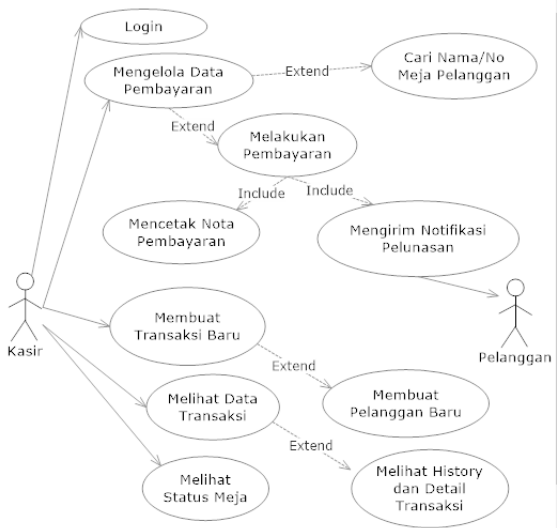 Login
Mengelola Data
Pembayaran
Extend
Cari Nama/No
Meja Pelanggan
Extend
Melakukan
Pembayaran
Include
Include
Mencetak Nota
Pembayaran
Mengirim Notifikasi
Pelunasan
Kasir
Pelanggan
Membuat
Transaksi Baru
Extend
Membuat
Pelanggan Baru
Melihat Data
Transaksi
Extend
Melihat History
dan Detail
Transaksi
Melihat
Status Meja